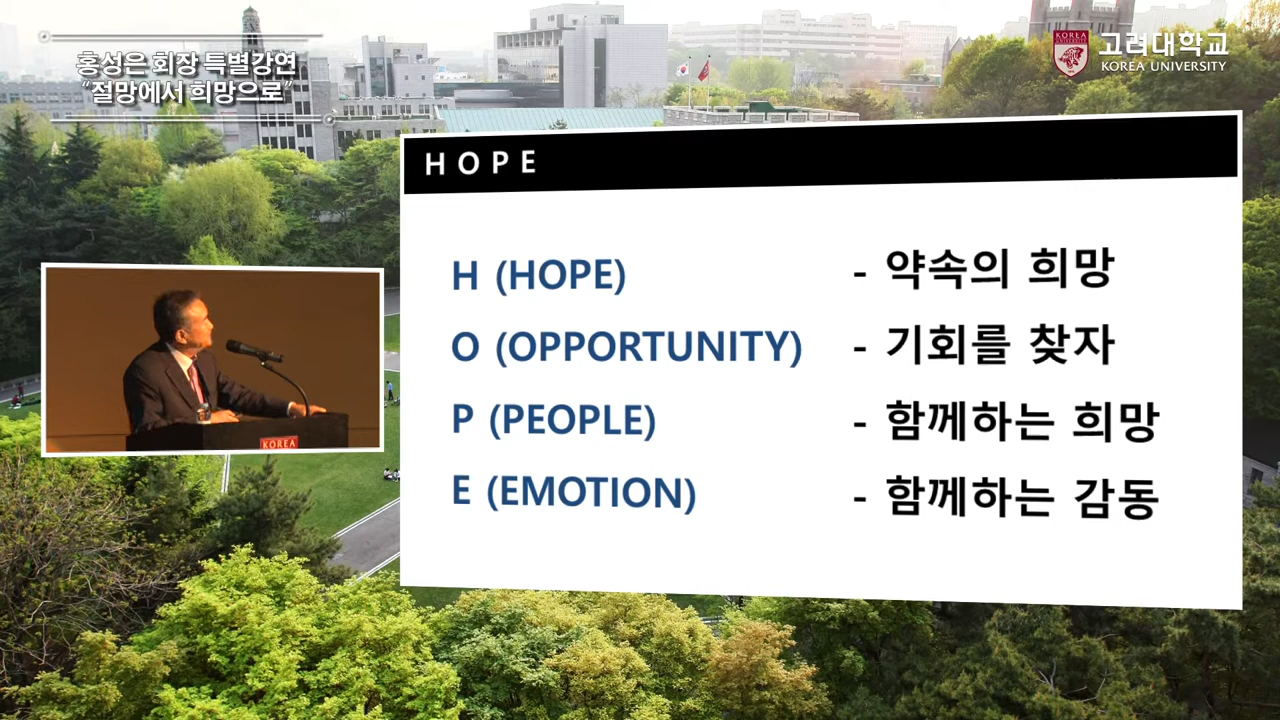 홍성은 회장 특별강연
“절망에서 희망으로”
KOREA UNIVERSITY
고려대학교
KOREA UNIVERSITY
HOPE
H (HOPE) - 약속의 희망
O (OPPORTUNITY) - 기회를 찾자
P (PEOPLE) - 함께하는 희망
E (EMOTION) - 함께하는 감동
KOREA